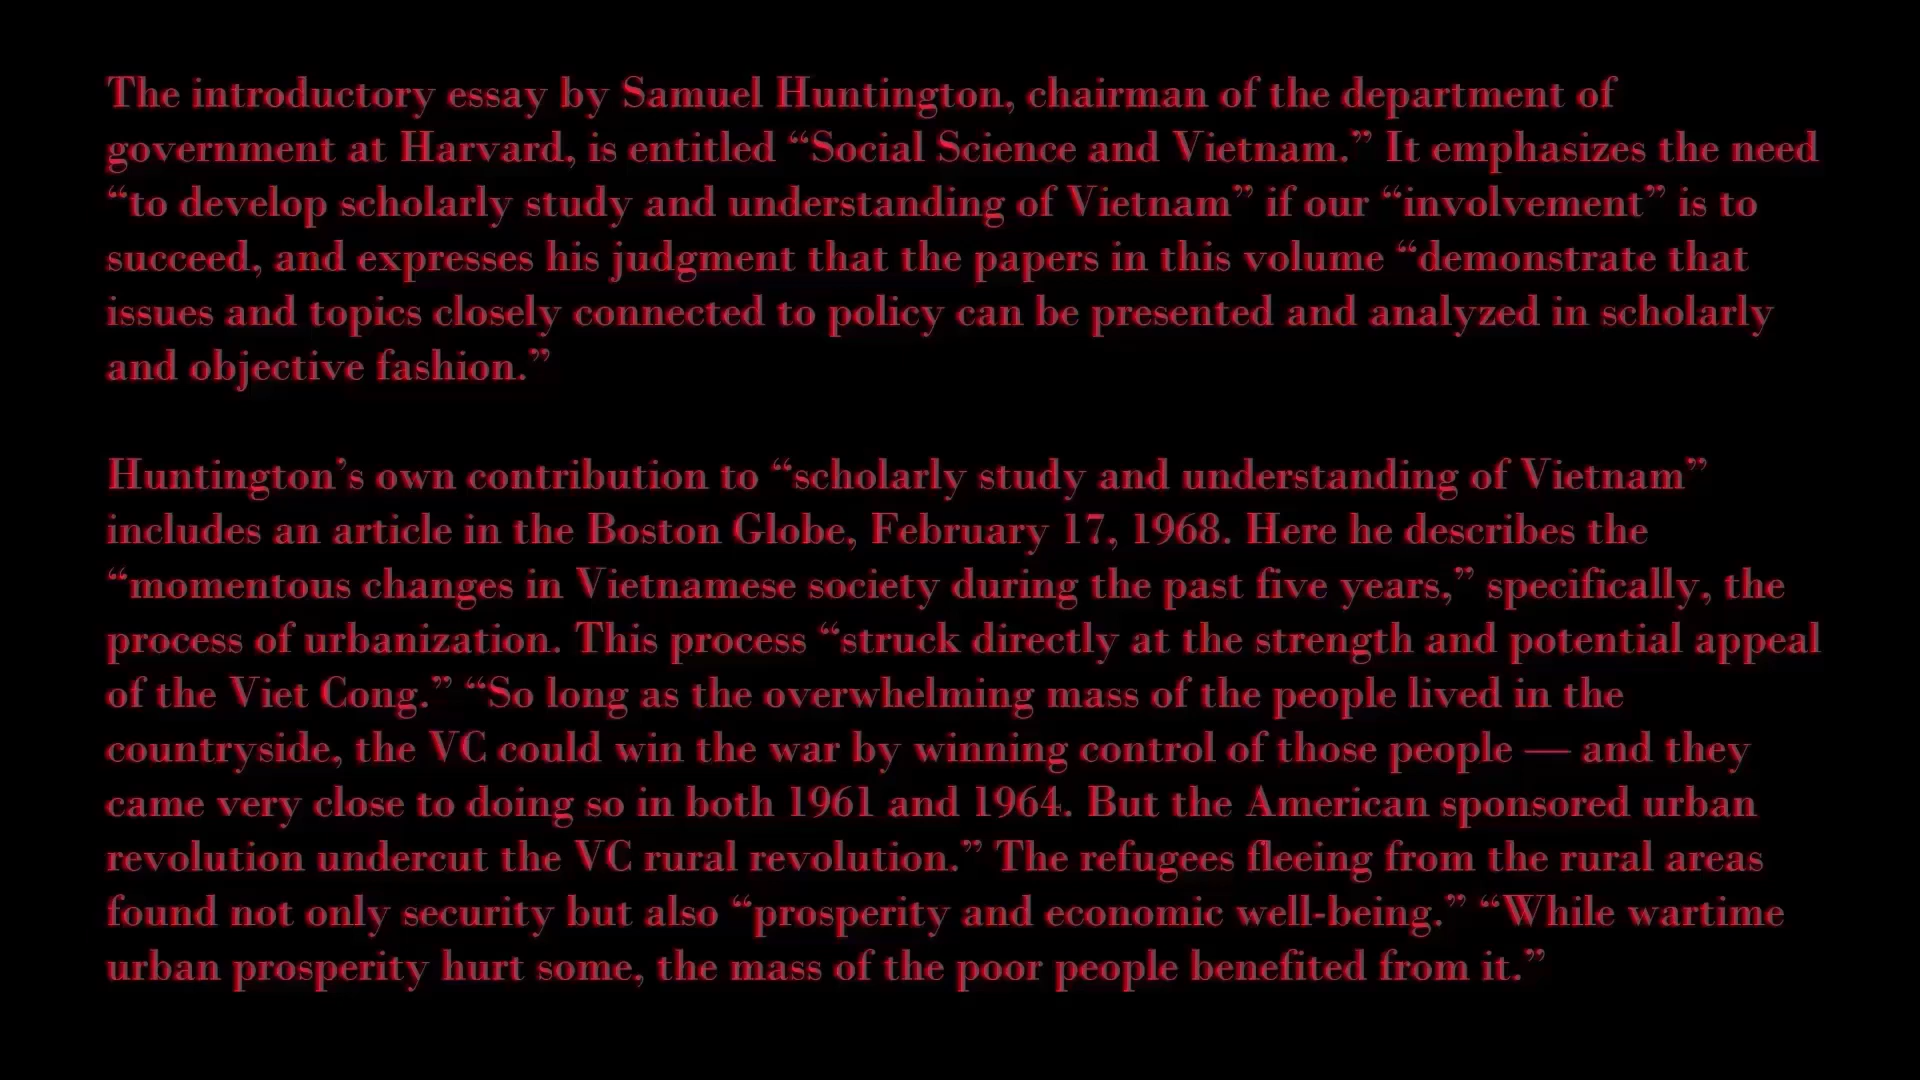 The introductory essay by Samuel Huntington, chairman of the department of
government at Harvard, is entitled “Social Science and Vietnam.” It emphasizes the need
“to develop scholarly study and understanding of Vietnam” if our “involvement” is to
succeed, and expresses his judgment that the papers in this volume “demonstrate that
issues and topics closely connected to policy can be presented and analyzed in scholarly
and objective fashion.”
Huntington’s own contribution to “scholarly study and understanding of Vietnam”
includes an article in the Boston Globe, February 17, 1968. Here he describes the
“momentous changes in Vietnamese society during the past five years,” specifically, the
process of urbanization. This process “struck directly at the strength and potential appeal
of the Viet Cong.” “So long as the overwhelming mass of the people lived in the
countryside, the VC could win the war by winning control of those people — and they
came very close to doing so in both 1961 and 1964. But the American sponsored urban
revolution undercut the VC rural revolution.” The refugees fleeing from the rural areas
found not only security but also “prosperity and economic well-being.” “While wartime
urban prosperity hurt some, the mass of the poor people benefited from it.”